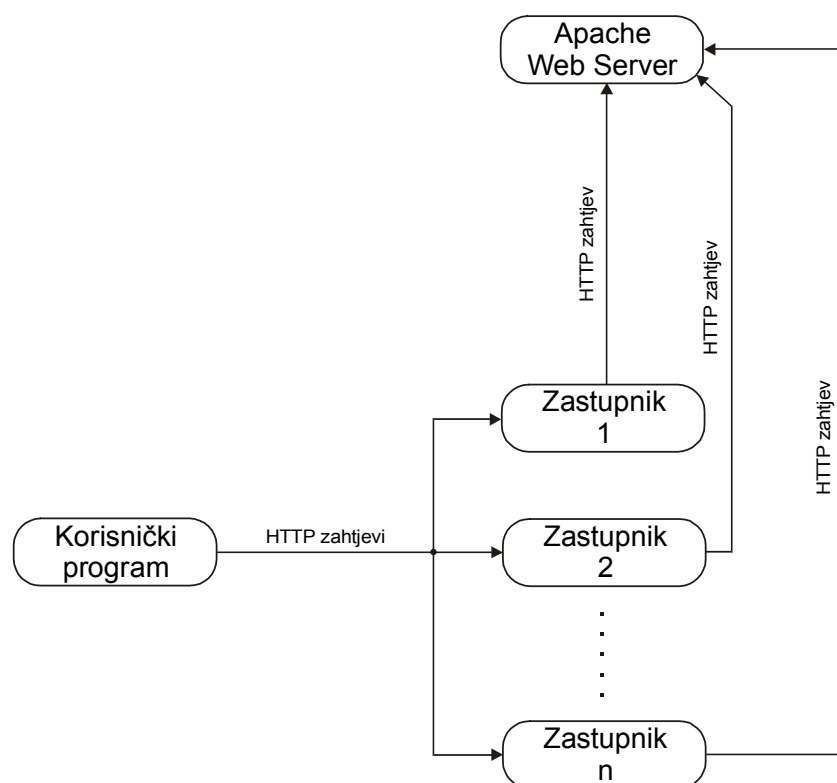 Apache
Web Server
HTTP zahtjev
HTTP zahtjev
HTTP zahtjev
Zastupnik
1
Korisnički
program
HTTP zahtjevi
Zastupnik
2
Zastupnik
n